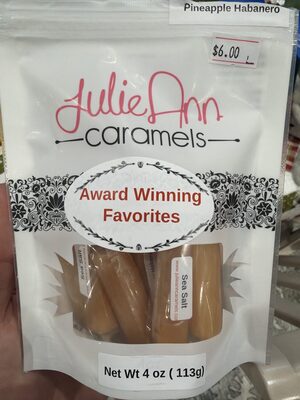 Pineapple Habanero
$6.00
L
JulieAnn
caramels
Award Winning
Favorites
Sea Salt
Net Wt 4 oz ( 113g)